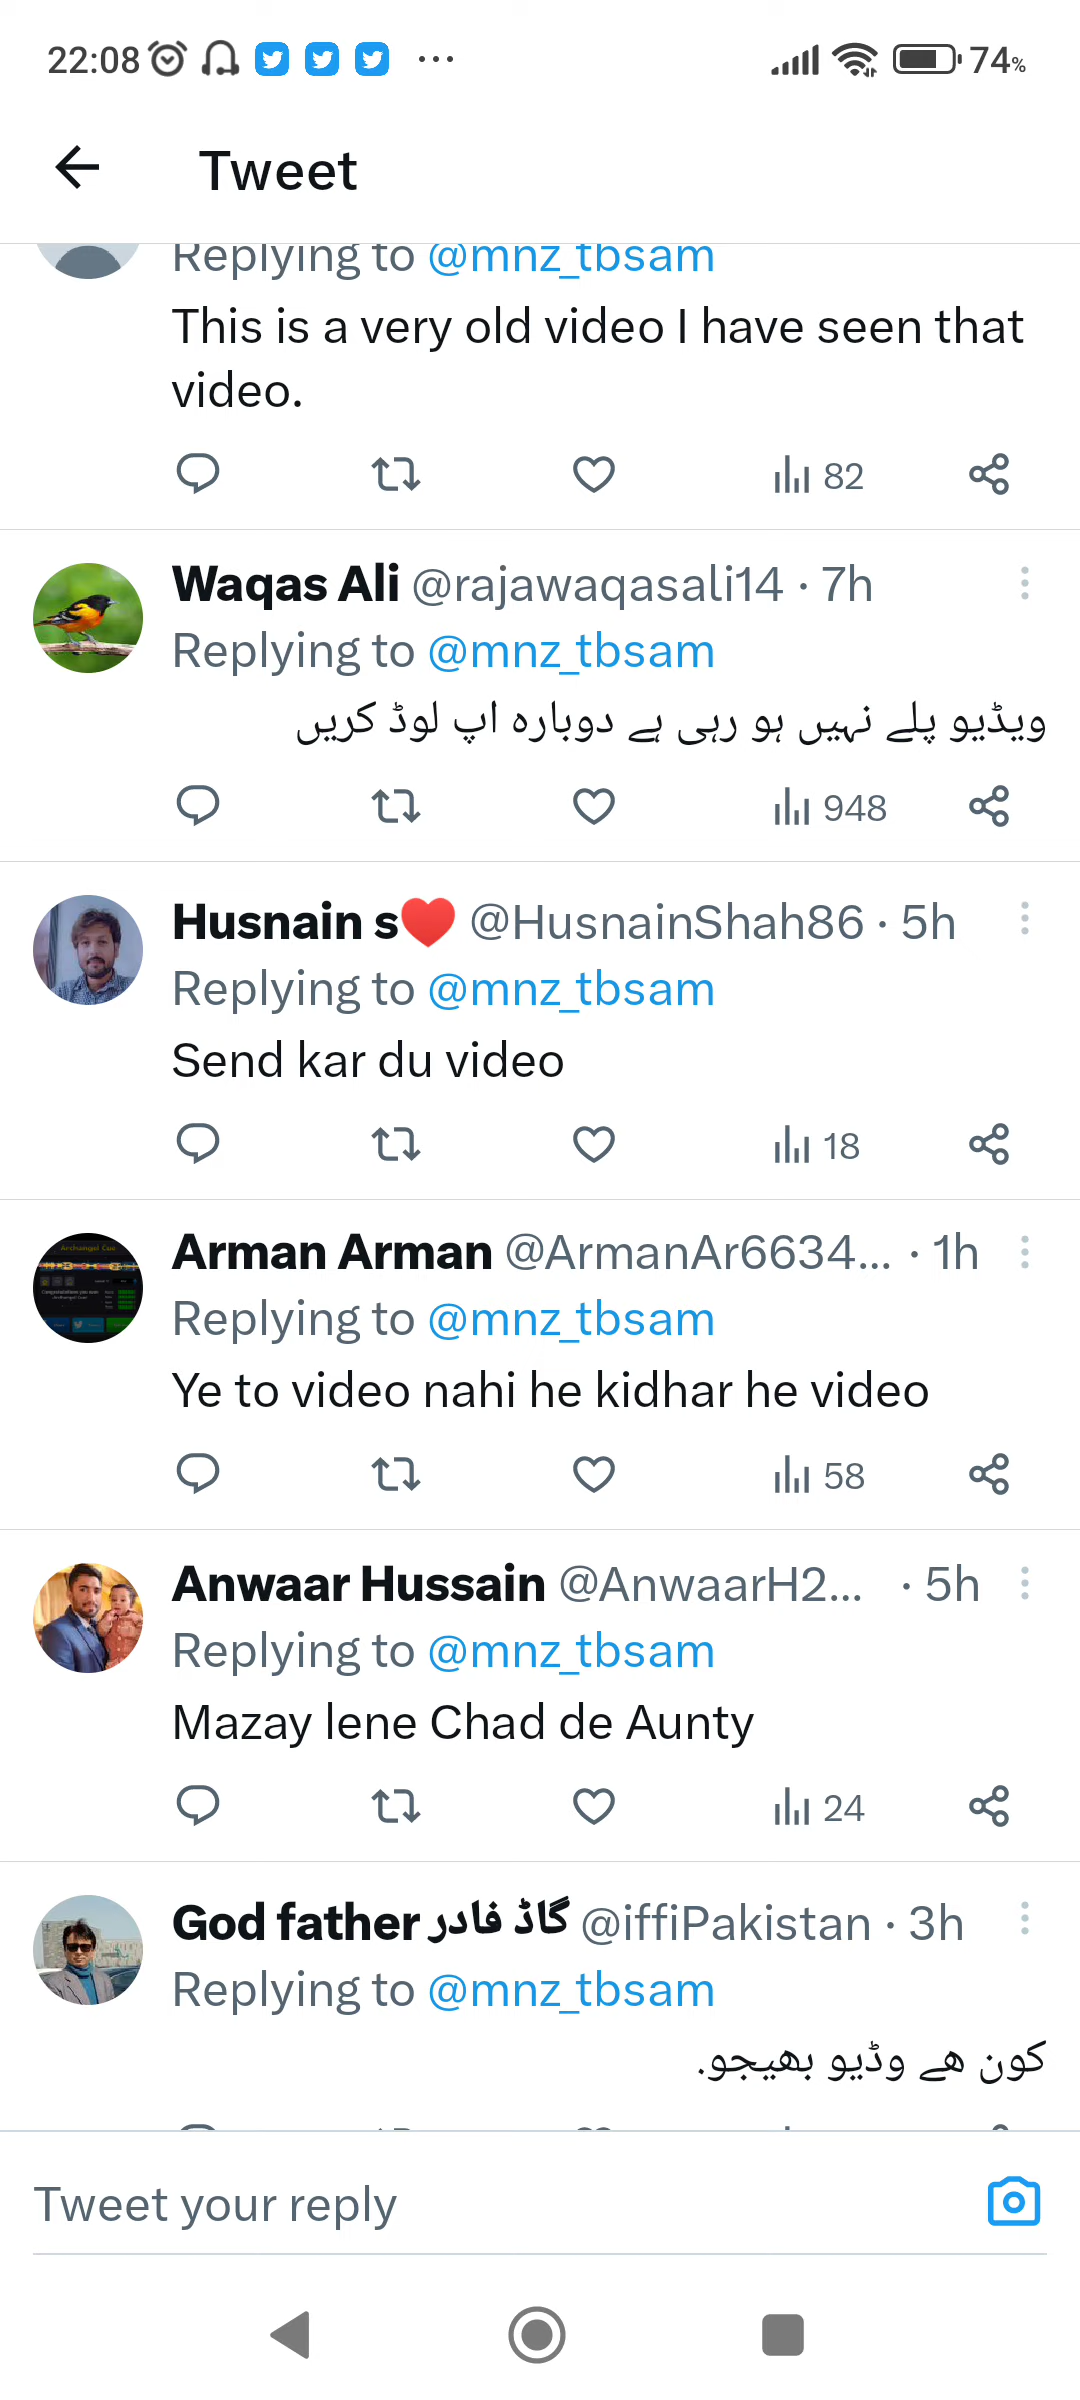 22:08 ... 74%
Tweet
Replying to @mnz_tbsam
This is a very old video I have seen that
video.
82
Waqas Ali @rajawaqasali14 · 7h
Replying to @mnz_tbsam
ویڈیو پلے نہیں ہو رہی ہے دوبارہ اپ لوڈ کریں
948
Husnain s❤️ @HusnainShah86 · 5h
Replying to @mnz_tbsam
Send kar du video
18
Arman Arman @ArmanAr6634... · 1h
Replying to @mnz_tbsam
Ye to video nahi he kidhar he video
58
Anwaar Hussain @AnwaarH2... · 5h
Replying to @mnz_tbsam
Mazay lene Chad de Aunty
24
God father گاڈ فادر @iffiPakistan · 3h
Replying to @mnz_tbsam
کون ھے وڈیو بھیجو.
Tweet your reply